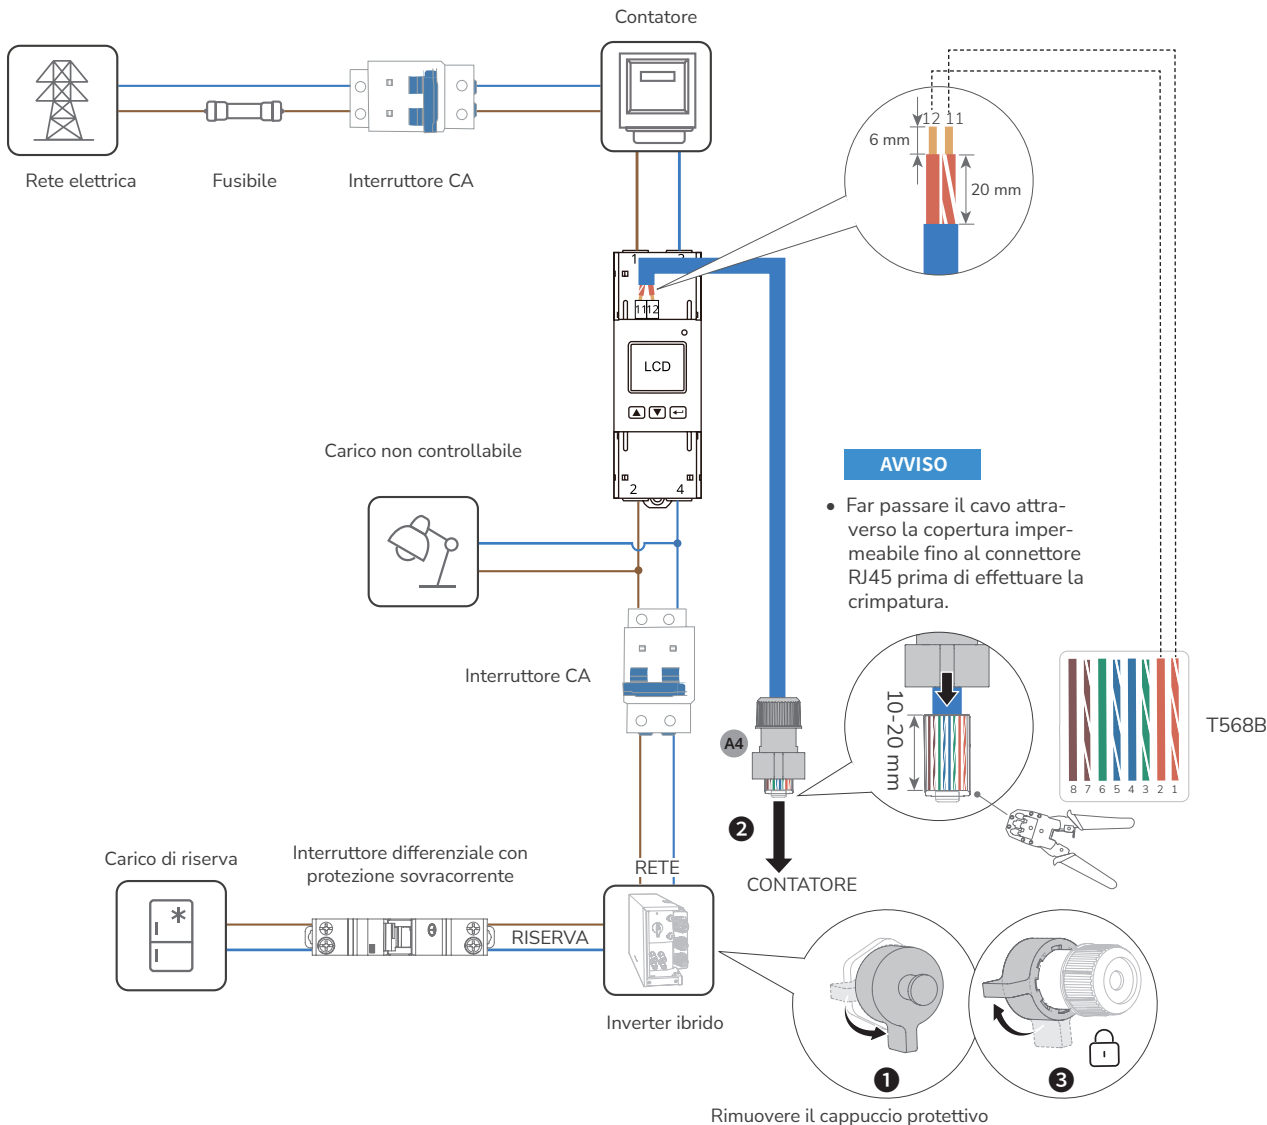 Contatore
Rete elettrica
Fusibile
Interruttore CA
12 11
6 mm
20 mm
1
11 12
LCD
2 4
Carico non controllabile
AVVISO
• Far passare il cavo attra-
verso la copertura imper-
meabile fino al connettore
RJ45 prima di effettuare la
crimpatura.
Interruttore CA
A4
10-20 mm
8 7 6 5 4 3 2 1
T568B
2
CONTATORE
Carico di riserva
Interruttore differenziale con
protezione sovracorrente
RETE
RISERVA
Inverter ibrido
1
3
Rimuovere il cappuccio protettivo